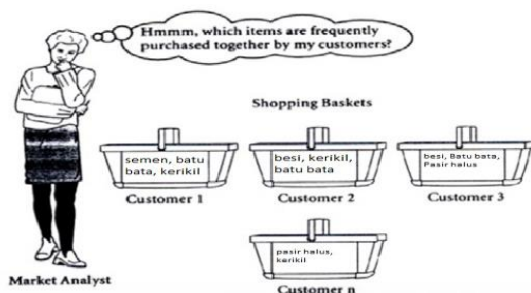 Hmmm, which items are frequently
purchased together by my customers?
Shopping Baskets
semen, batu
bata, kerikil
Customer 1
besi, kerikil,
batu bata
Customer 2
besi, Batu bata,
Pasir halus
Customer 3
pasir halus,
kerikil
Customer n
Market Analyst